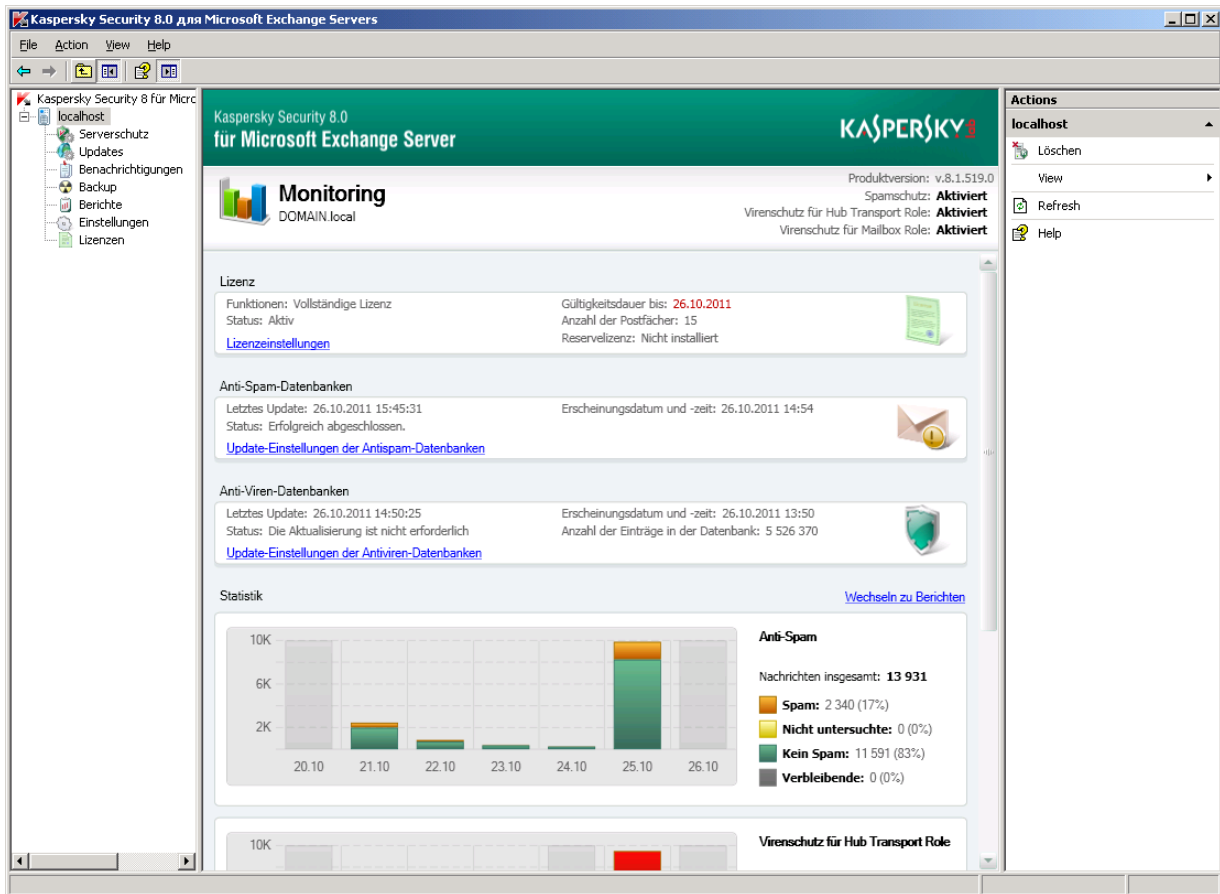 Kaspersky Security 8.0 для Microsoft Exchange Servers
File Action View Help
Kaspersky Security 8 für Micro
localhost
Serverschutz
Updates
Benachrichtigungen
Backup
Berichte
Einstellungen
Lizenzen
Kaspersky Security 8.0
für Microsoft Exchange Server
KASPERSKY
Monitoring
DOMAIN.local
Produktversion: v.8.1.519.0
Spamschutz: Aktiviert
Virenschutz für Hub Transport Role: Aktiviert
Virenschutz für Mailbox Role: Aktiviert
Lizenz
Funktionen: Vollständige Lizenz
Status: Aktiv
Lizenzeinstellungen
Gültigkeitsdauer bis: 26.10.2011
Anzahl der Postfächer: 15
Reservelizenz: Nicht installiert
Anti-Spam-Datenbanken
Letztes Update: 26.10.2011 15:45:31
Status: Erfolgreich abgeschlossen.
Update-Einstellungen der Antispam-Datenbanken
Erscheinungsdatum und -zeit: 26.10.2011 14:54
Anti-Viren-Datenbanken
Letztes Update: 26.10.2011 14:50:25
Status: Die Aktualisierung ist nicht erforderlich
Update-Einstellungen der Antiviren-Datenbanken
Erscheinungsdatum und -zeit: 26.10.2011 13:50
Anzahl der Einträge in der Datenbank: 5 526 370
Statistik
Wechseln zu Berichten
10K
6K
2K
20.10 21.10 22.10 23.10 24.10 25.10 26.10
Anti-Spam
Nachrichten insgesamt: 13 931
Spam: 2 340 (17%)
Nicht untersuchte: 0 (0%)
Kein Spam: 11 591 (83%)
Verbleibende: 0 (0%)
10K
Virenschutz für Hub Transport Role
Actions
localhost
Löschen
View
Refresh
Help